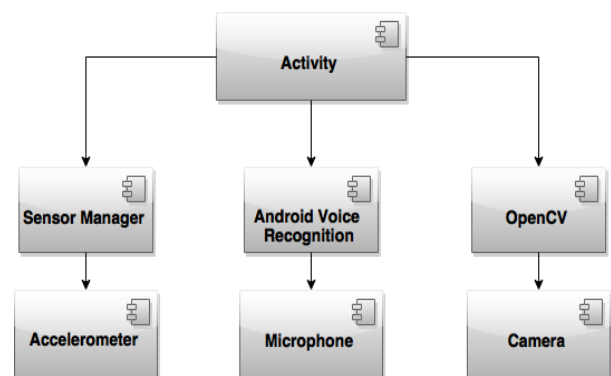 Activity
Sensor Manager
Android Voice
Recognition
OpenCV
Accelerometer
Microphone
Camera